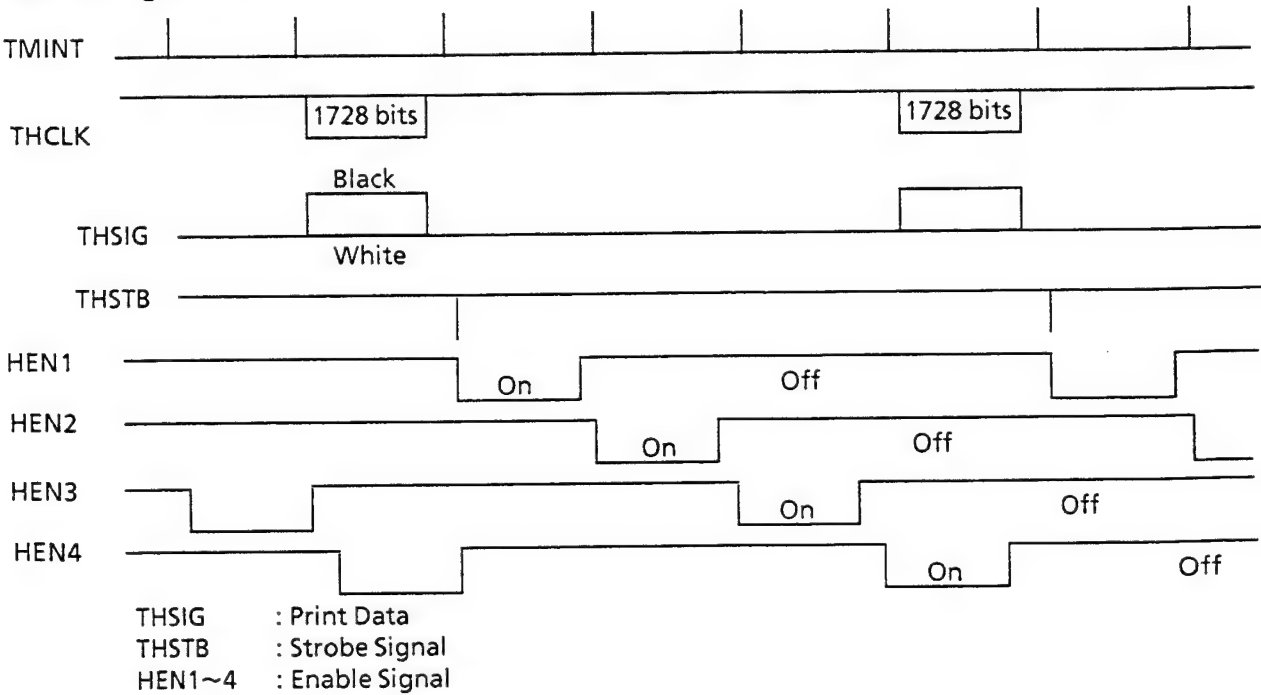 TMINT
THCLK
1728 bits 1728 bits
Black
THSIG
White
THSTB
HEN1
On Off
HEN2
On Off
HEN3
On Off
HEN4
On Off
THSIG : Print Data
THSTB : Strobe Signal
HEN1~4 : Enable Signal